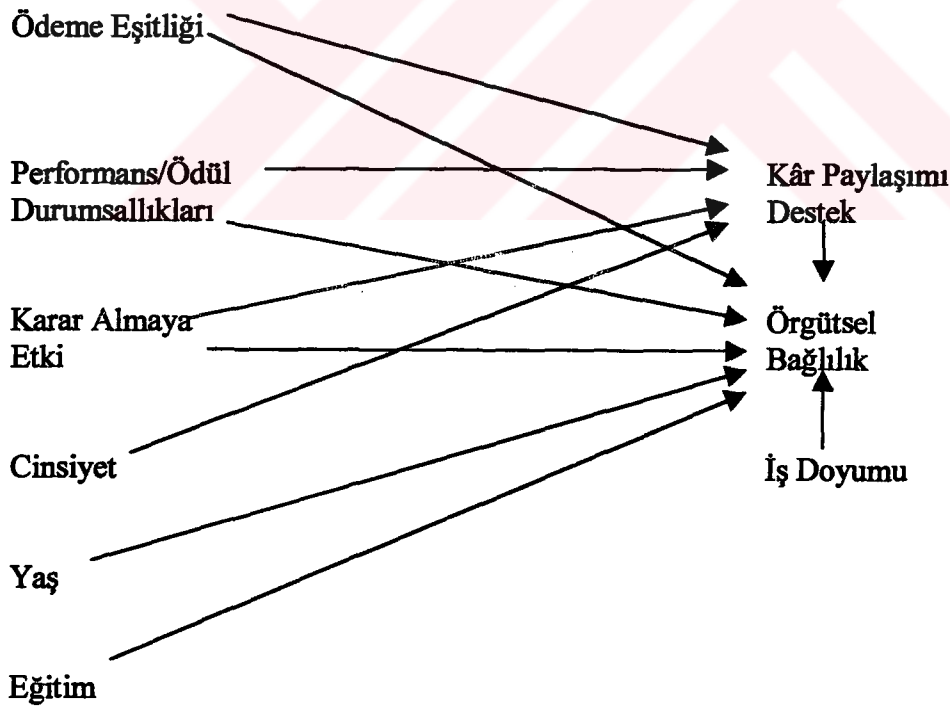 Ödeme Eşitliği
Performans/Ödül
Durumsallıkları
Kâr Paylaşımı
Destek
Karar Almaya
Etki
Örgütsel
Bağlılık
Cinsiyet
İş Doyumu
Yaş
Eğitim